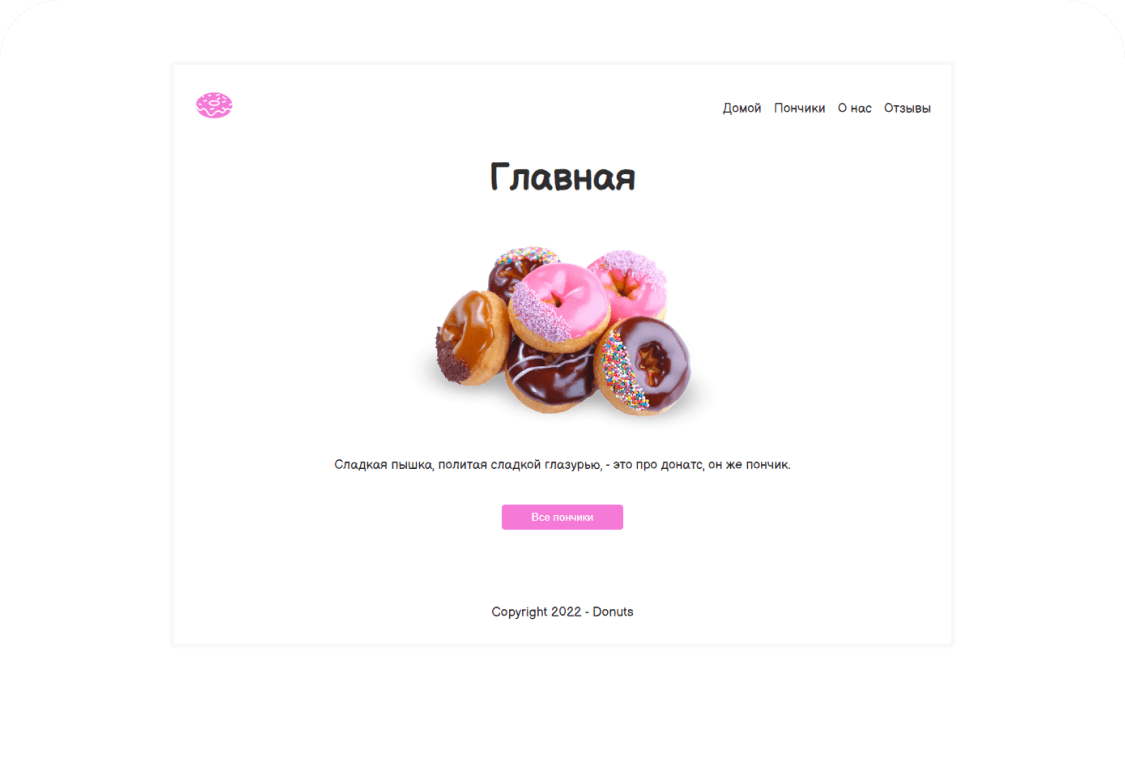 Домой Пончики О нас Отзывы
Главная
Сладкая пышка, политая сладкой глазурью, - это про донатс, он же пончик.
Все пончики
Copyright 2022 - Donuts